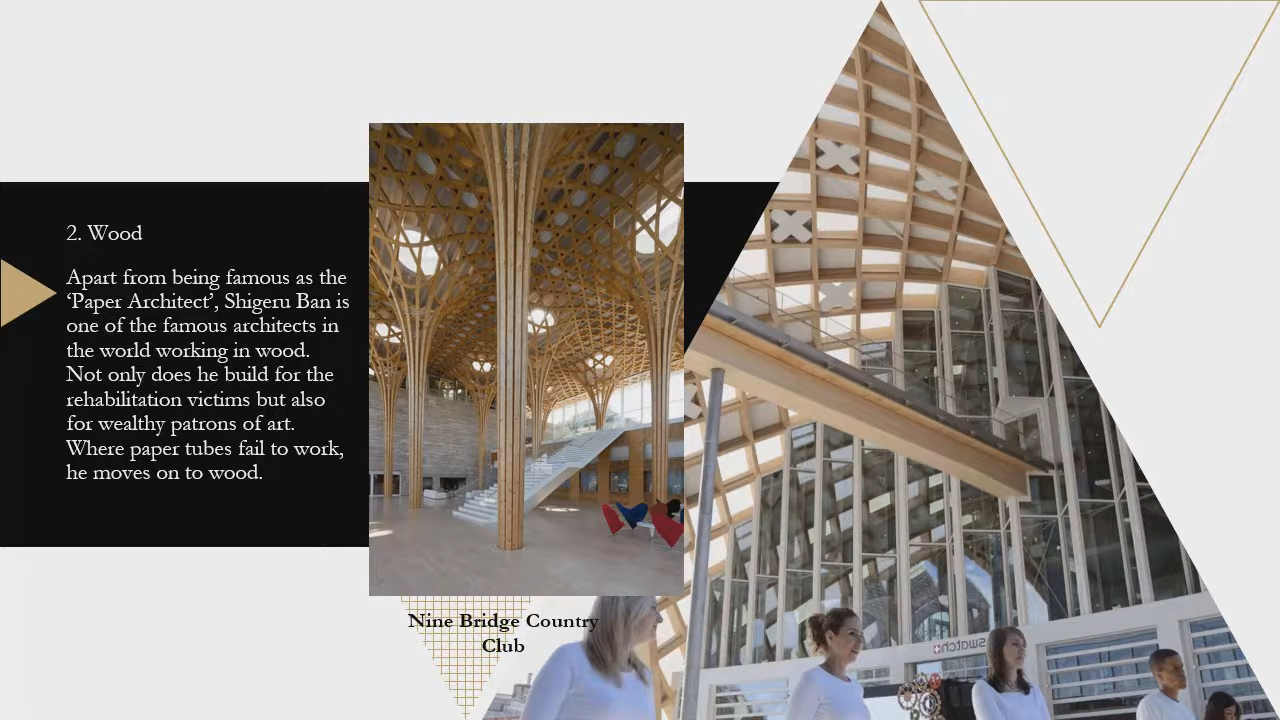 2. Wood
Apart from being famous as the
‘Paper Architect’, Shigeru Ban is
one of the famous architects in
the world working in wood.
Not only does he build for the
rehabilitation victims but also
for wealthy patrons of art.
Where paper tubes fail to work,
he moves on to wood.
Nine Bridge Country
Club
swatch